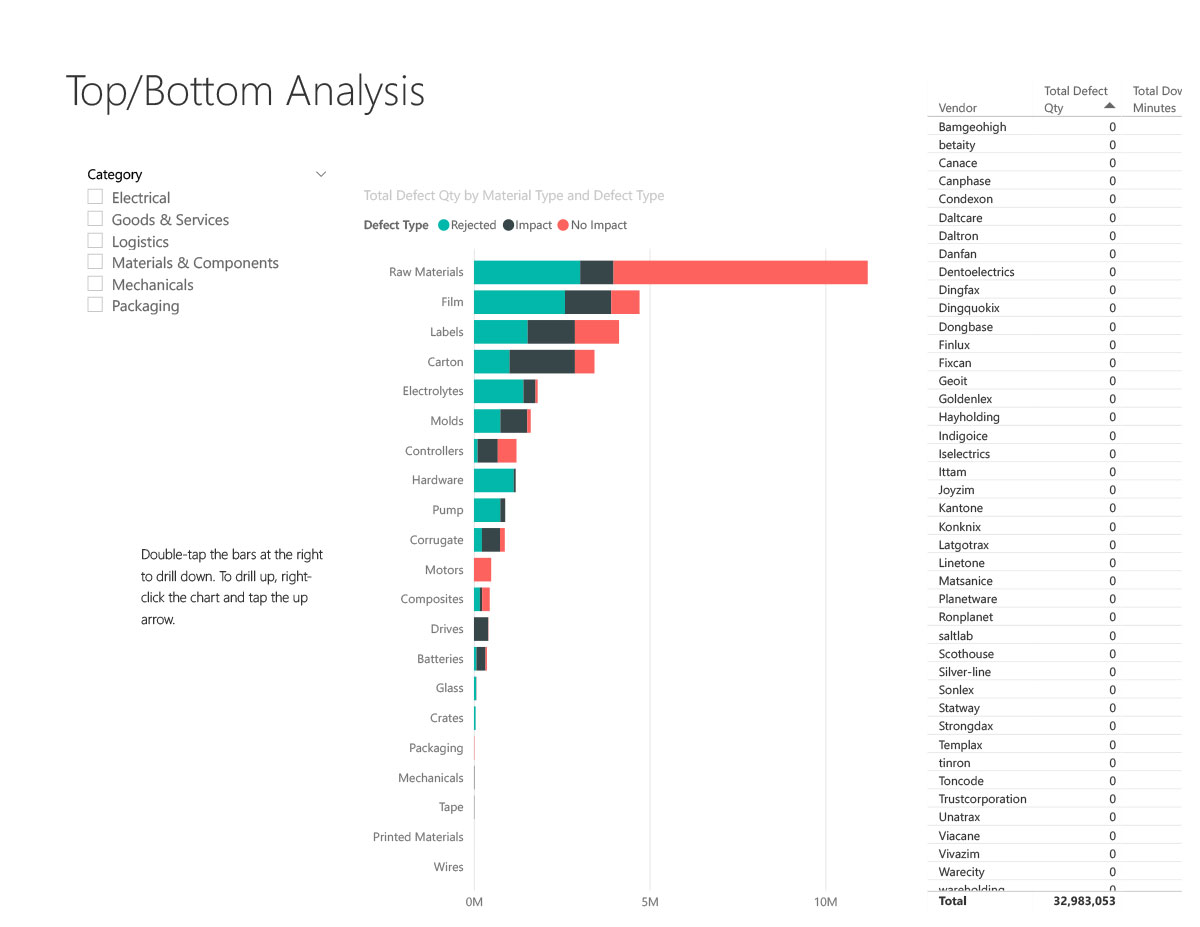 Top/Bottom Analysis
Category
Electrical
Goods & Services
Logistics
Materials & Components
Mechanicals
Packaging
Double-tap the bars at the right
to drill down. To drill up, right-
click the chart and tap the up
arrow.
Total Defect Qty by Material Type and Defect Type
Defect Type Rejected Impact No Impact
Raw Materials
Film
Labels
Carton
Electrolytes
Molds
Controllers
Hardware
Pump
Corrugate
Motors
Composites
Drives
Batteries
Glass
Crates
Packaging
Mechanicals
Tape
Printed Materials
Wires
0M 5M 10M
Total Defect Total Dow
Vendor Qty Minutes
Bamgeohigh 0
betaity 0
Canace 0
Canphase 0
Condexon 0
Daltcare 0
Daltron 0
Danfan 0
Dentoelectrics 0
Dingfax 0
Dingquokix 0
Dongbase 0
Finlux 0
Fixcan 0
Geoit 0
Goldenlex 0
Hayholding 0
Indigoice 0
Iselectrics 0
Ittam 0
Joyzim 0
Kantone 0
Konknix 0
Latgotrax 0
Linetone 0
Matsanice 0
Planetware 0
Ronplanet 0
saltlab 0
Scothouse 0
Silver-line 0
Sonlex 0
Statway 0
Strongdax 0
Templax 0
tinron 0
Toncode 0
Trustcorporation 0
Unatrax 0
Viacane 0
Vivazim 0
Warecity 0
wareholding 0
Total 32,983,053